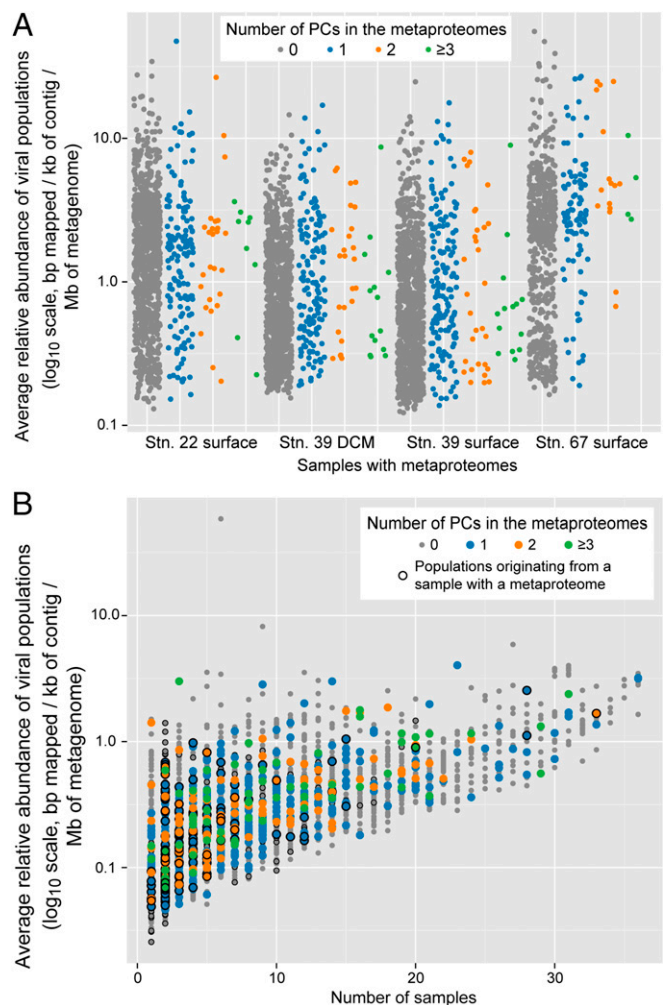 A
Number of PCs in the metaproteomes
0 1 2 ≥3
Average relative abundance of viral populations
(log10 scale, bp mapped / kb of contig /
Mb of metagenome)
10.0
1.0
0.1
Stn. 22 surface Stn. 39 DCM Stn. 39 surface Stn. 67 surface
Samples with metaproteomes
B
Number of PCs in the metaproteomes
0 1 2 ≥3
Populations originating from a
sample with a metaproteome
Average relative abundance of viral populations
(log10 scale, bp mapped / kb of contig /
Mb of metagenome)
10.0
1.0
0.1
0 10 20 30
Number of samples